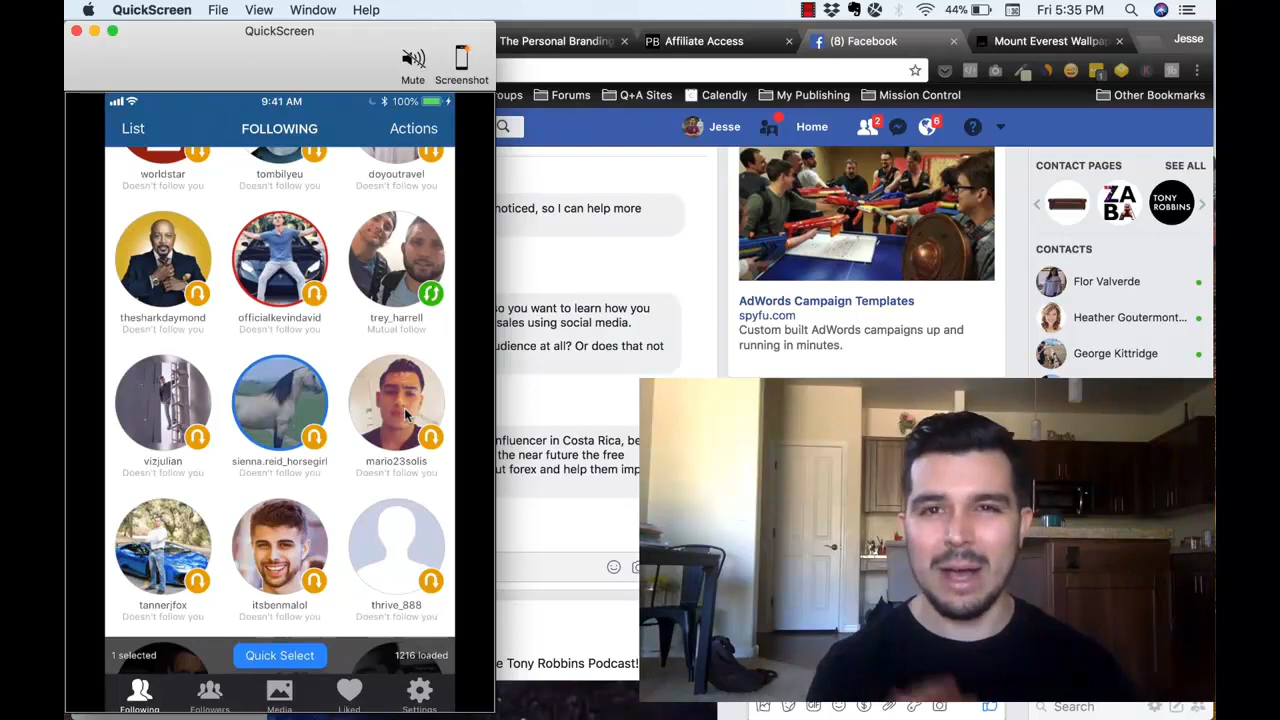 QuickScreen File View Window Help
44% Fri 5:35 PM
QuickScreen
Mute Screenshot
9:41 AM 100%
List FOLLOWING Actions
worldstar tombilyeu doyoutravel
Doesn't follow you Doesn't follow you Doesn't follow you
thesharkdaymond officialkevindavid trey_harrell
Doesn't follow you Doesn't follow you Mutual follow
vizjulian sienna.reid_horsegirl mario23solis
Doesn't follow you Doesn't follow you Doesn't follow you
tannerjfox itsbenmalol thrive_888
Doesn't follow you Doesn't follow you Doesn't follow you
1 selected Quick Select 1216 loaded
Following Followers Media Liked Settings
The Personal Branding PB Affiliate Access (8) Facebook Mount Everest Wallpap Jesse
oups Forums Q+A Sites Calendly My Publishing Mission Control Other Bookmarks
Jesse Home 2 6
noticed, so I can help more
so you want to learn how you
sales using social media.
udience at all? Or does that not
nfluencer in Costa Rica, be
the near future the free
ut forex and help them imp
e Tony Robbins Podcast!
AdWords Campaign Templates
spyfu.com
Custom built AdWords campaigns up and
running in minutes.
CONTACT PAGES SEE ALL
ZABA
TONY
ROBBINS
CONTACTS
Flor Valverde
Heather Goutermont...
George Kittridge
GIF
Search